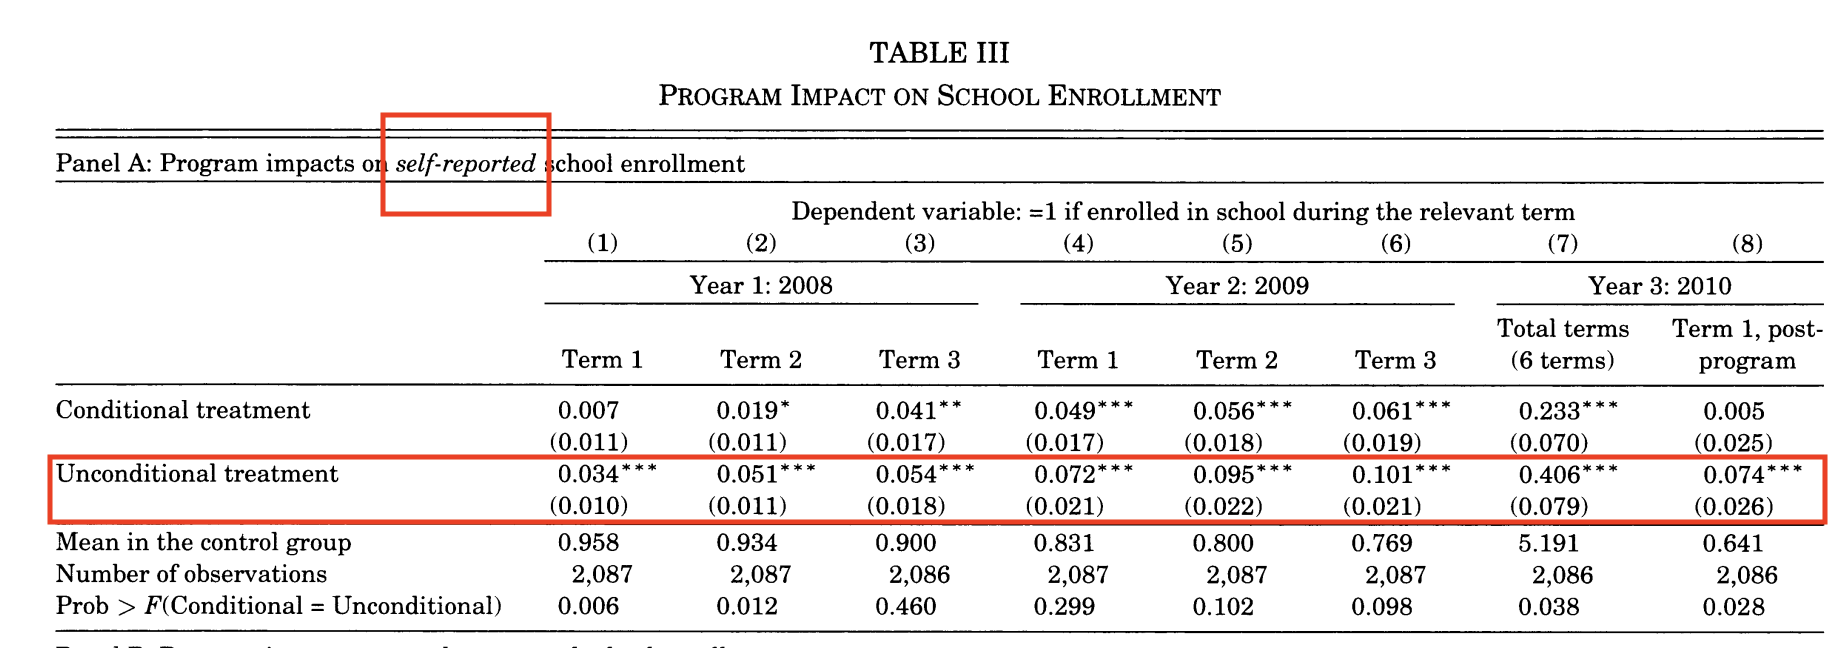 TABLE III
PROGRAM IMPACT ON SCHOOL ENROLLMENT
Panel A: Program impacts on self-reported school enrollment
Dependent variable: =1 if enrolled in school during the relevant term
(1) (2) (3) (4) (5) (6) (7) (8)
Year 1: 2008 Year 2: 2009 Year 3: 2010
Total terms Term 1, post-
Term 1 Term 2 Term 3 Term 1 Term 2 Term 3 (6 terms) program
Conditional treatment 0.007 0.019* 0.041** 0.049*** 0.056*** 0.061*** 0.233*** 0.005
(0.011) (0.011) (0.017) (0.017) (0.018) (0.019) (0.070) (0.025)
Unconditional treatment 0.034*** 0.051*** 0.054*** 0.072*** 0.095*** 0.101*** 0.406*** 0.074***
(0.010) (0.011) (0.018) (0.021) (0.022) (0.021) (0.079) (0.026)
Mean in the control group 0.958 0.934 0.900 0.831 0.800 0.769 5.191 0.641
Number of observations 2,087 2,087 2,086 2,087 2,087 2,087 2,086 2,086
Prob > F(Conditional = Unconditional) 0.006 0.012 0.460 0.299 0.102 0.098 0.038 0.028